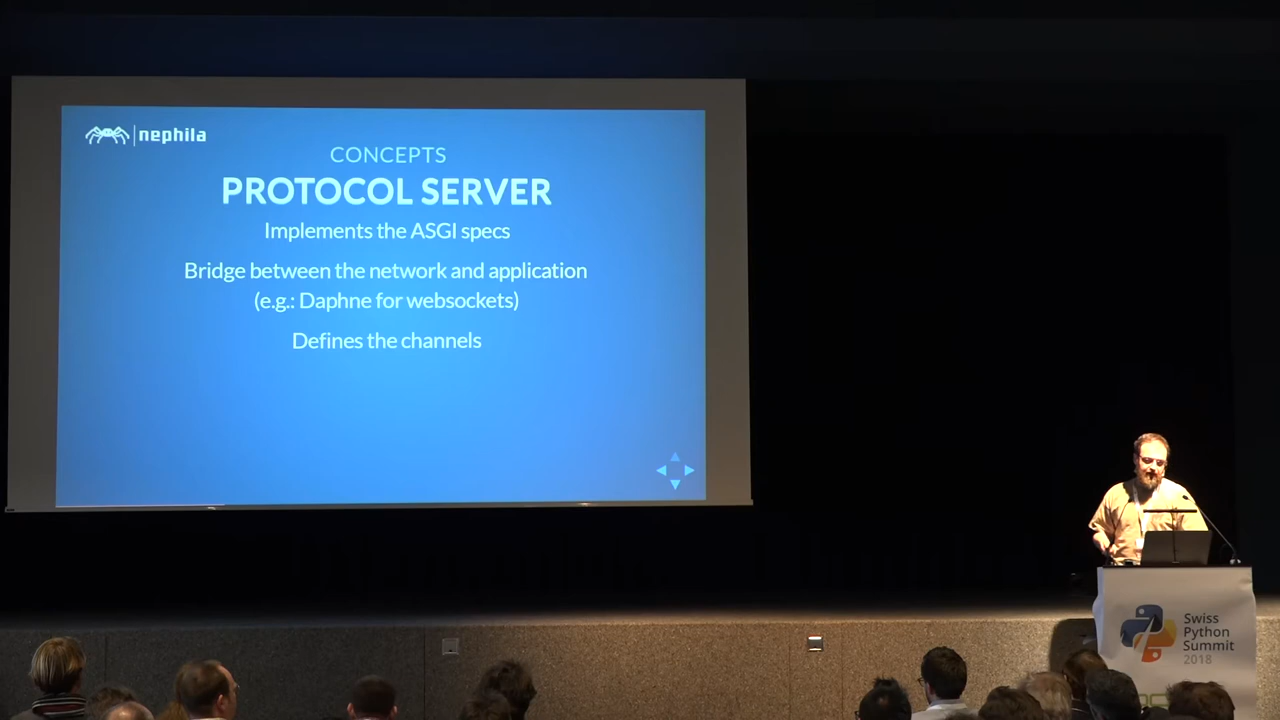 nephila
CONCEPTS
PROTOCOL SERVER
Implements the ASGI specs
Bridge between the network and application
(e.g.: Daphne for websockets)
Defines the channels
Swiss
Python
Summit
2018